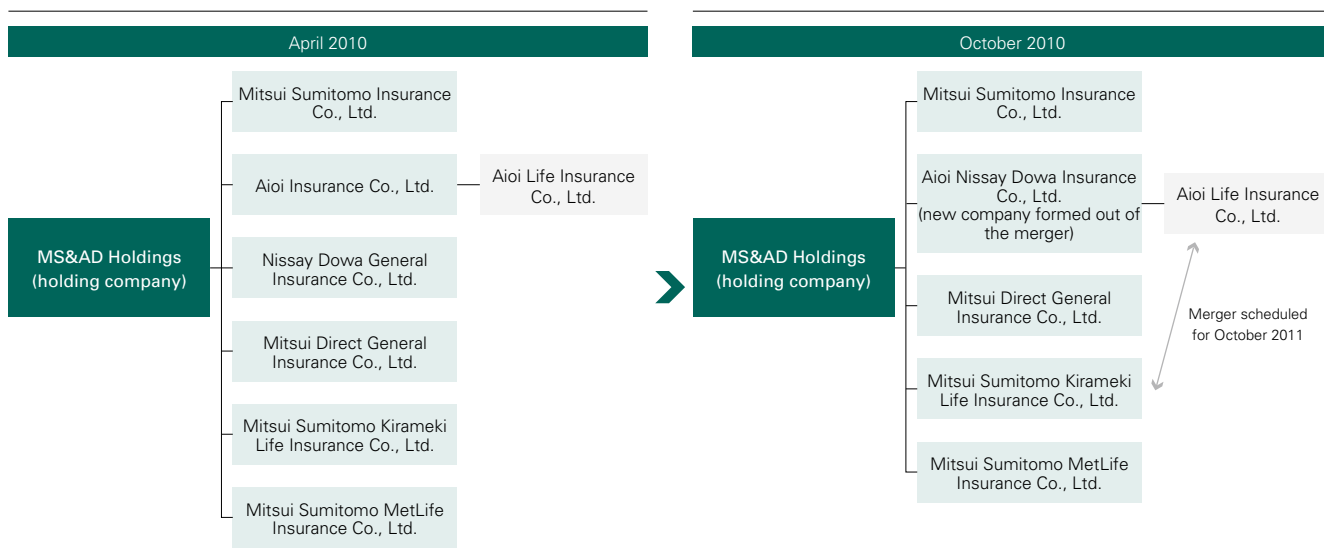 April 2010
Mitsui Sumitomo Insurance
Co., Ltd.
Aioi Insurance Co., Ltd.
Aioi Life Insurance
Co., Ltd.
MS&AD Holdings
(holding company)
Nissay Dowa General
Insurance Co., Ltd.
Mitsui Direct General
Insurance Co., Ltd.
Mitsui Sumitomo Kirameki
Life Insurance Co., Ltd.
Mitsui Sumitomo MetLife
Insurance Co., Ltd.
October 2010
Mitsui Sumitomo Insurance
Co., Ltd.
Aioi Nissay Dowa Insurance
Co., Ltd.
(new company formed out of
the merger)
Aioi Life Insurance
Co., Ltd.
MS&AD Holdings
(holding company)
Mitsui Direct General
Insurance Co., Ltd.
Merger scheduled
for October 2011
Mitsui Sumitomo Kirameki
Life Insurance Co., Ltd.
Mitsui Sumitomo MetLife
Insurance Co., Ltd.